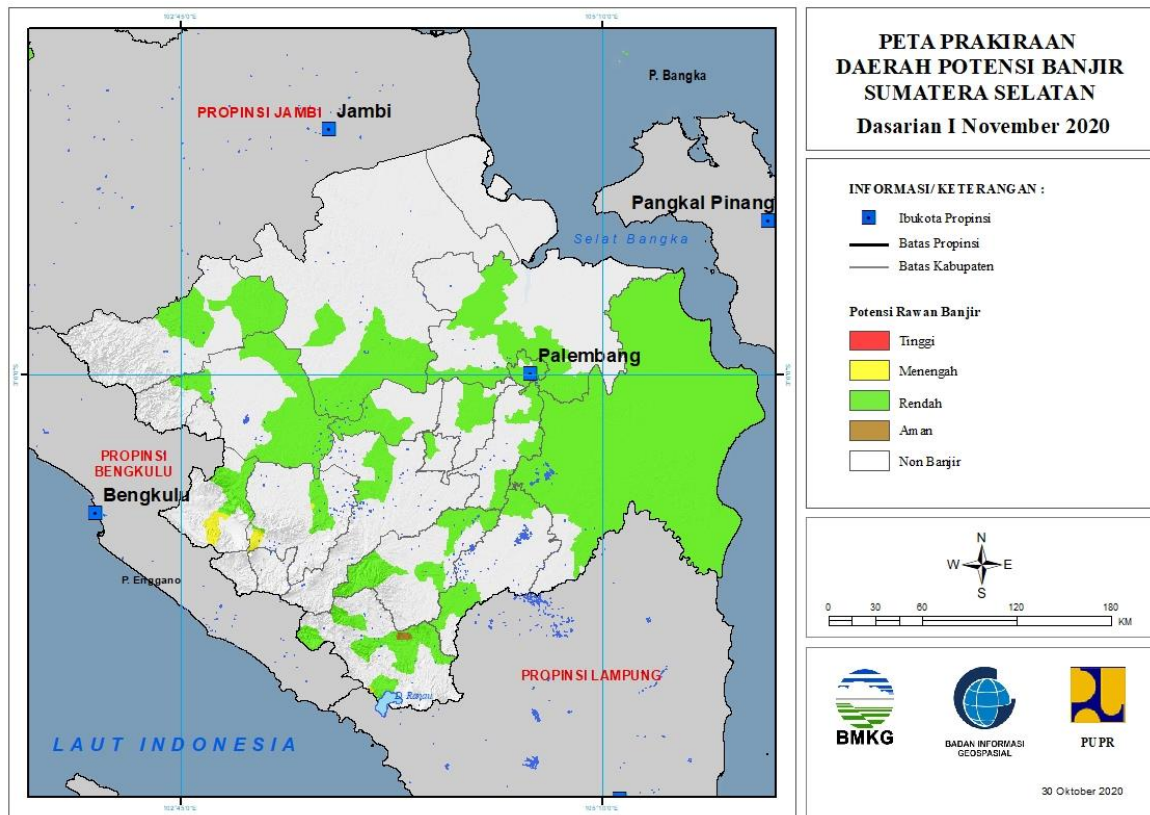 PETA PRAKIRAAN
DAERAH POTENSI BANJIR
SUMATERA SELATAN
Dasarian I November 2020
INFORMASI/ KETERANGAN :
Ibukota Propinsi
Batas Propinsi
Batas Kabupaten
Potensi Rawan Banjir
Tinggi
Menengah
Rendah
Aman
Non Banjir
N
W E
S
0 30 60 120 180
KM
BMKG
BADAN INFORMASI
GEOSPASIAL
PUPR
30 Oktober 2020
P. Bangka
PROPINSI JAMBI
Jambi
Pangkal Pinang
Selat Bangka
Palembang
PROPINSI
BENGKULU
Bengkulu
P. Enggano
PROPINSI LAMPUNG
D. Ranau
LAUT INDONESIA